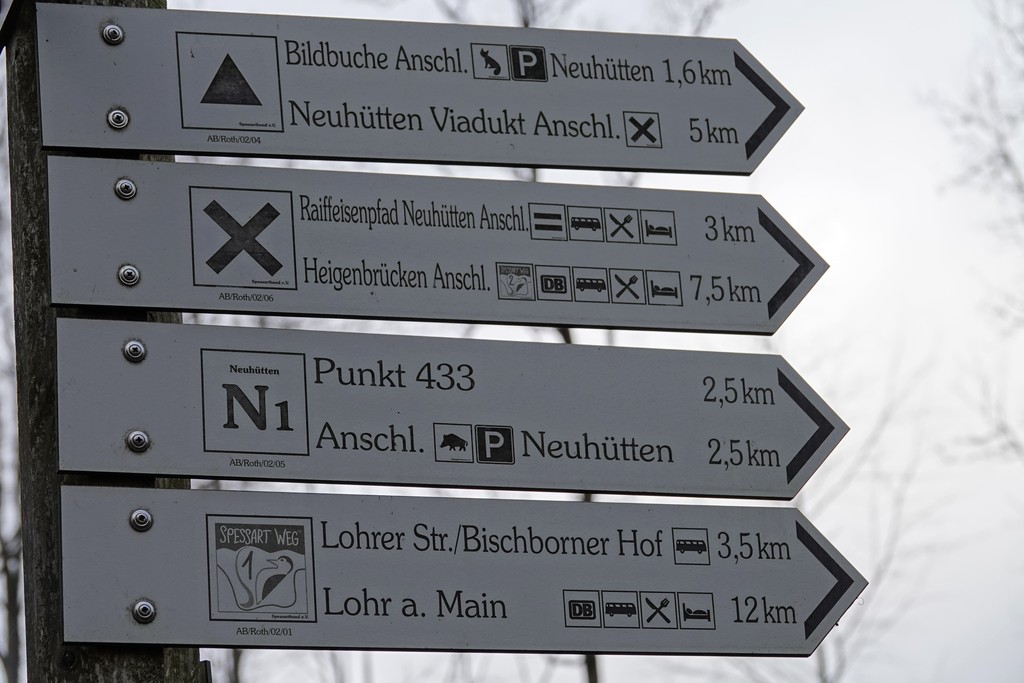 Bildbuche Anschl. P Neuhütten 1,6 km
Neuhütten Viadukt Anschl. 5 km
Spessartbund e.V.
AB/Roth/02/04
Raiffeisenpfad Neuhütten Anschl. 3 km
Heigenbrücken Anschl. DB 7,5 km
Spessartbund e.V.
AB/Roth/02/06
Neuhütten
N1
Punkt 433 2,5 km
Anschl. P Neuhütten 2,5 km
AB/Roth/02/05
SPESSART WEG
1
Lohrer Str./Bischborner Hof 3,5 km
Lohr a. Main DB 12 km
Spessartbund e.V.
AB/Roth/02/01